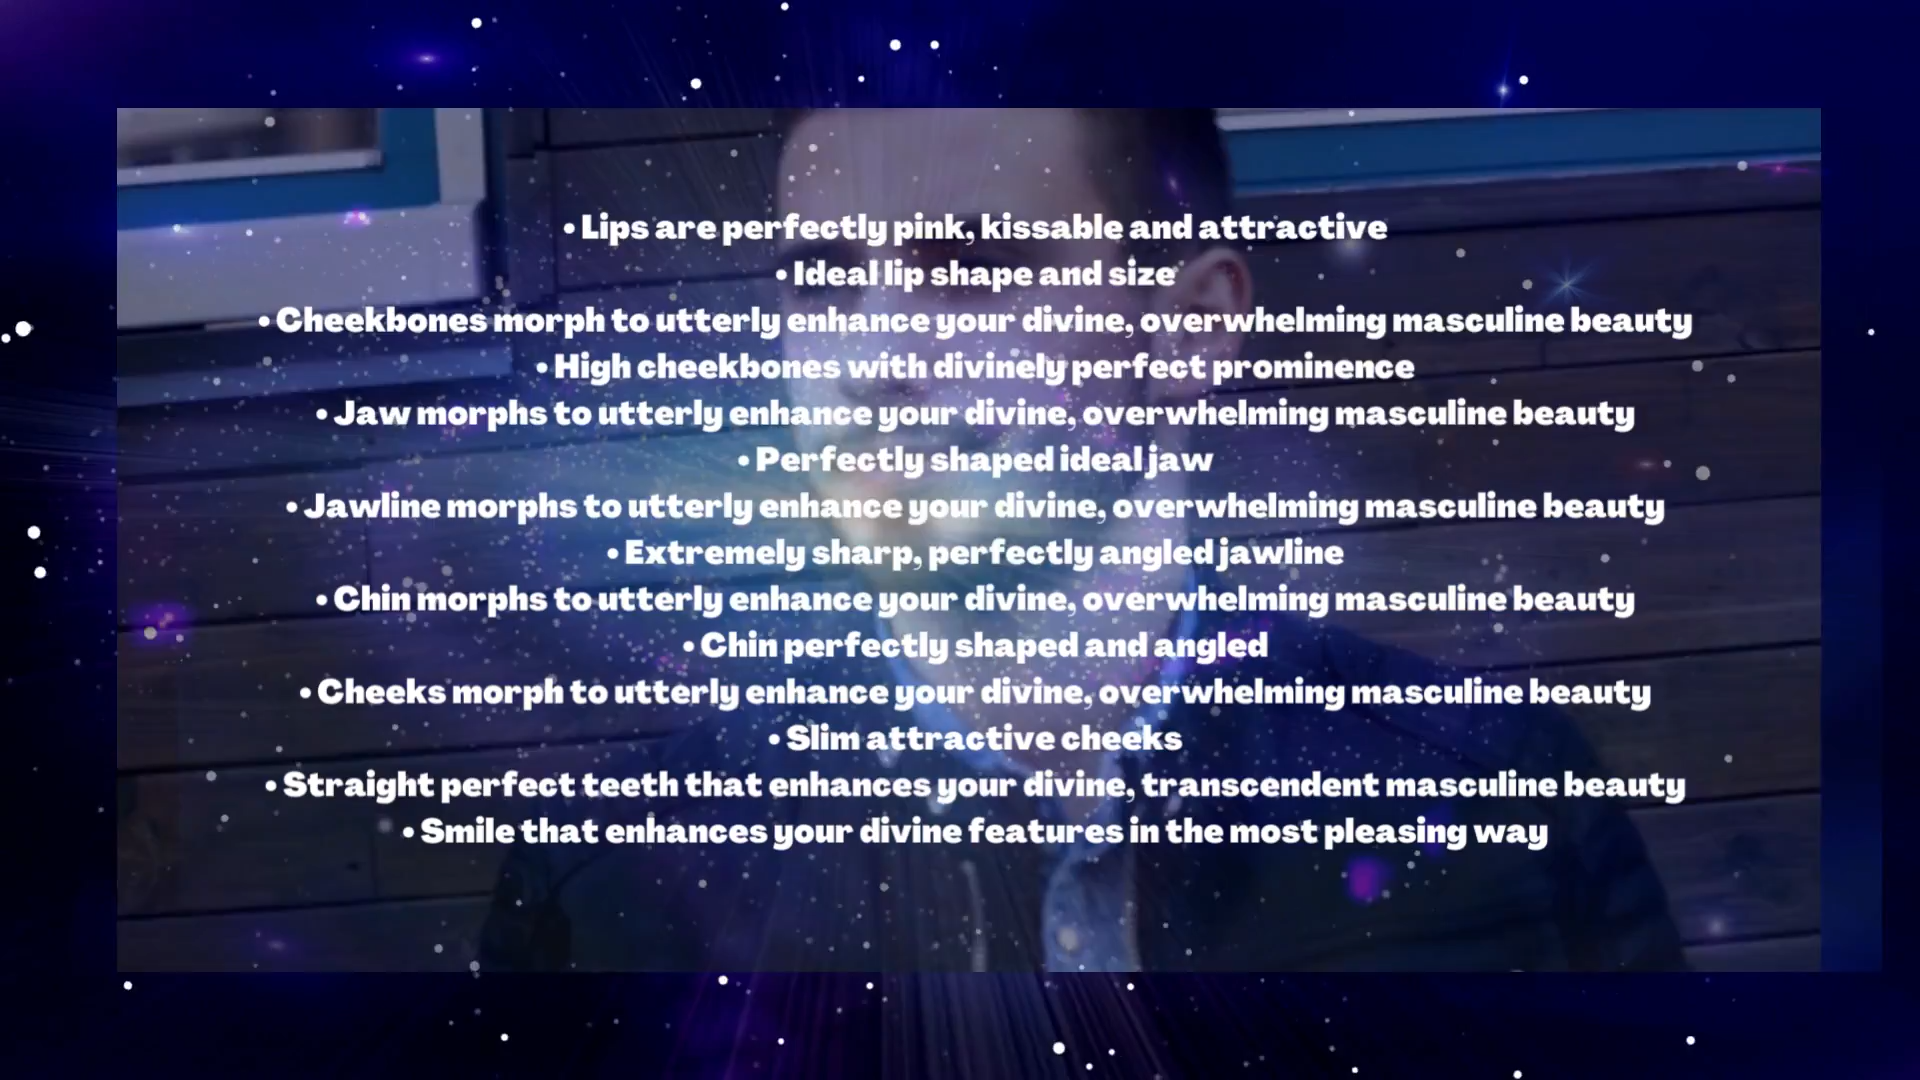 • Lips are perfectly pink, kissable and attractive
• Ideal lip shape and size
• Cheekbones morph to utterly enhance your divine, overwhelming masculine beauty
• High cheekbones with divinely perfect prominence
• Jaw morphs to utterly enhance your divine, overwhelming masculine beauty
• Perfectly shaped ideal jaw
• Jawline morphs to utterly enhance your divine, overwhelming masculine beauty
• Extremely sharp, perfectly angled jawline
• Chin morphs to utterly enhance your divine, overwhelming masculine beauty
• Chin perfectly shaped and angled
• Cheeks morph to utterly enhance your divine, overwhelming masculine beauty
• Slim attractive cheeks
• Straight perfect teeth that enhances your divine, transcendent masculine beauty
• Smile that enhances your divine features in the most pleasing way